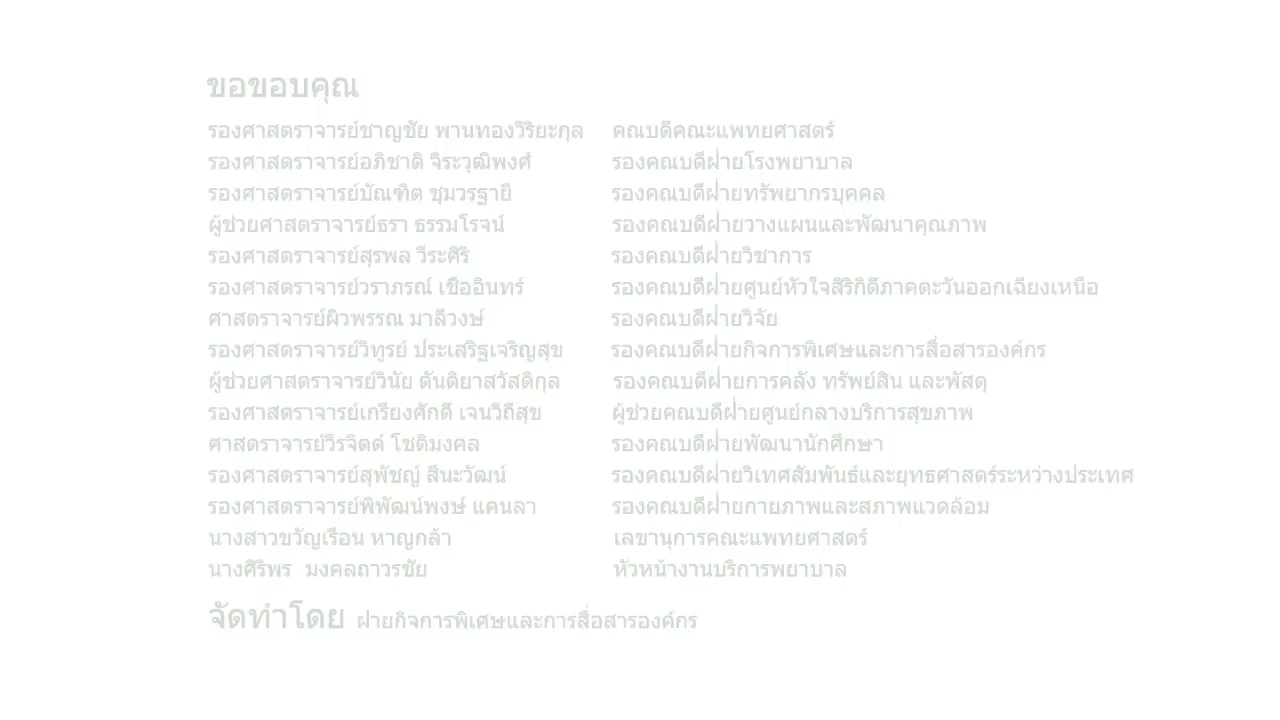 ขอขอบคุณ
รองศาสตราจารย์ชาญชัย พานทองวิริยะกุล คณบดีคณะแพทยศาสตร์
รองศาสตราจารย์อภิชาติ จิระวุฒิพงศ์ รองคณบดีฝ่ายโรงพยาบาล
รองศาสตราจารย์บัณฑิต ชุมวรฐายี รองคณบดีฝ่ายทรัพยากรบุคคล
ผู้ช่วยศาสตราจารย์ธรา ธรรมโรจน์ รองคณบดีฝ่ายวางแผนและพัฒนาคุณภาพ
รองศาสตราจารย์สุรพล วีระศิริ รองคณบดีฝ่ายวิชาการ
รองศาสตราจารย์วราภรณ์ เชื้ออินทร์ รองคณบดีฝ่ายศูนย์หัวใจสิริกิติ์ภาคตะวันออกเฉียงเหนือ
ศาสตราจารย์ผิวพรรณ มาลีวงษ์ รองคณบดีฝ่ายวิจัย
รองศาสตราจารย์วิทูรย์ ประเสริฐเจริญสุข รองคณบดีฝ่ายกิจการพิเศษและการสื่อสารองค์กร
ผู้ช่วยศาสตราจารย์วินัย ตันติยาสวัสดิกุล รองคณบดีฝ่ายการคลัง ทรัพย์สิน และพัสดุ
รองศาสตราจารย์เกรียงศักดิ์ เจนวิถีสุข ผู้ช่วยคณบดีฝ่ายศูนย์กลางบริการสุขภาพ
ศาสตราจารย์วีรจิตต์ โชติมงคล รองคณบดีฝ่ายพัฒนานักศึกษา
รองศาสตราจารย์สุพัชญ์ สีนะวัฒน์ รองคณบดีฝ่ายวิเทศสัมพันธ์และยุทธศาสตร์ระหว่างประเทศ
รองศาสตราจารย์พิพัฒน์พงษ์ แคนลา รองคณบดีฝ่ายกายภาพและสภาพแวดล้อม
นางสาวขวัญเรือน หาญกล้า เลขานุการคณะแพทยศาสตร์
นางศิริพร มงคลถาวรชัย หัวหน้างานบริการพยาบาล
จัดทำโดย ฝ่ายกิจการพิเศษและการสื่อสารองค์กร